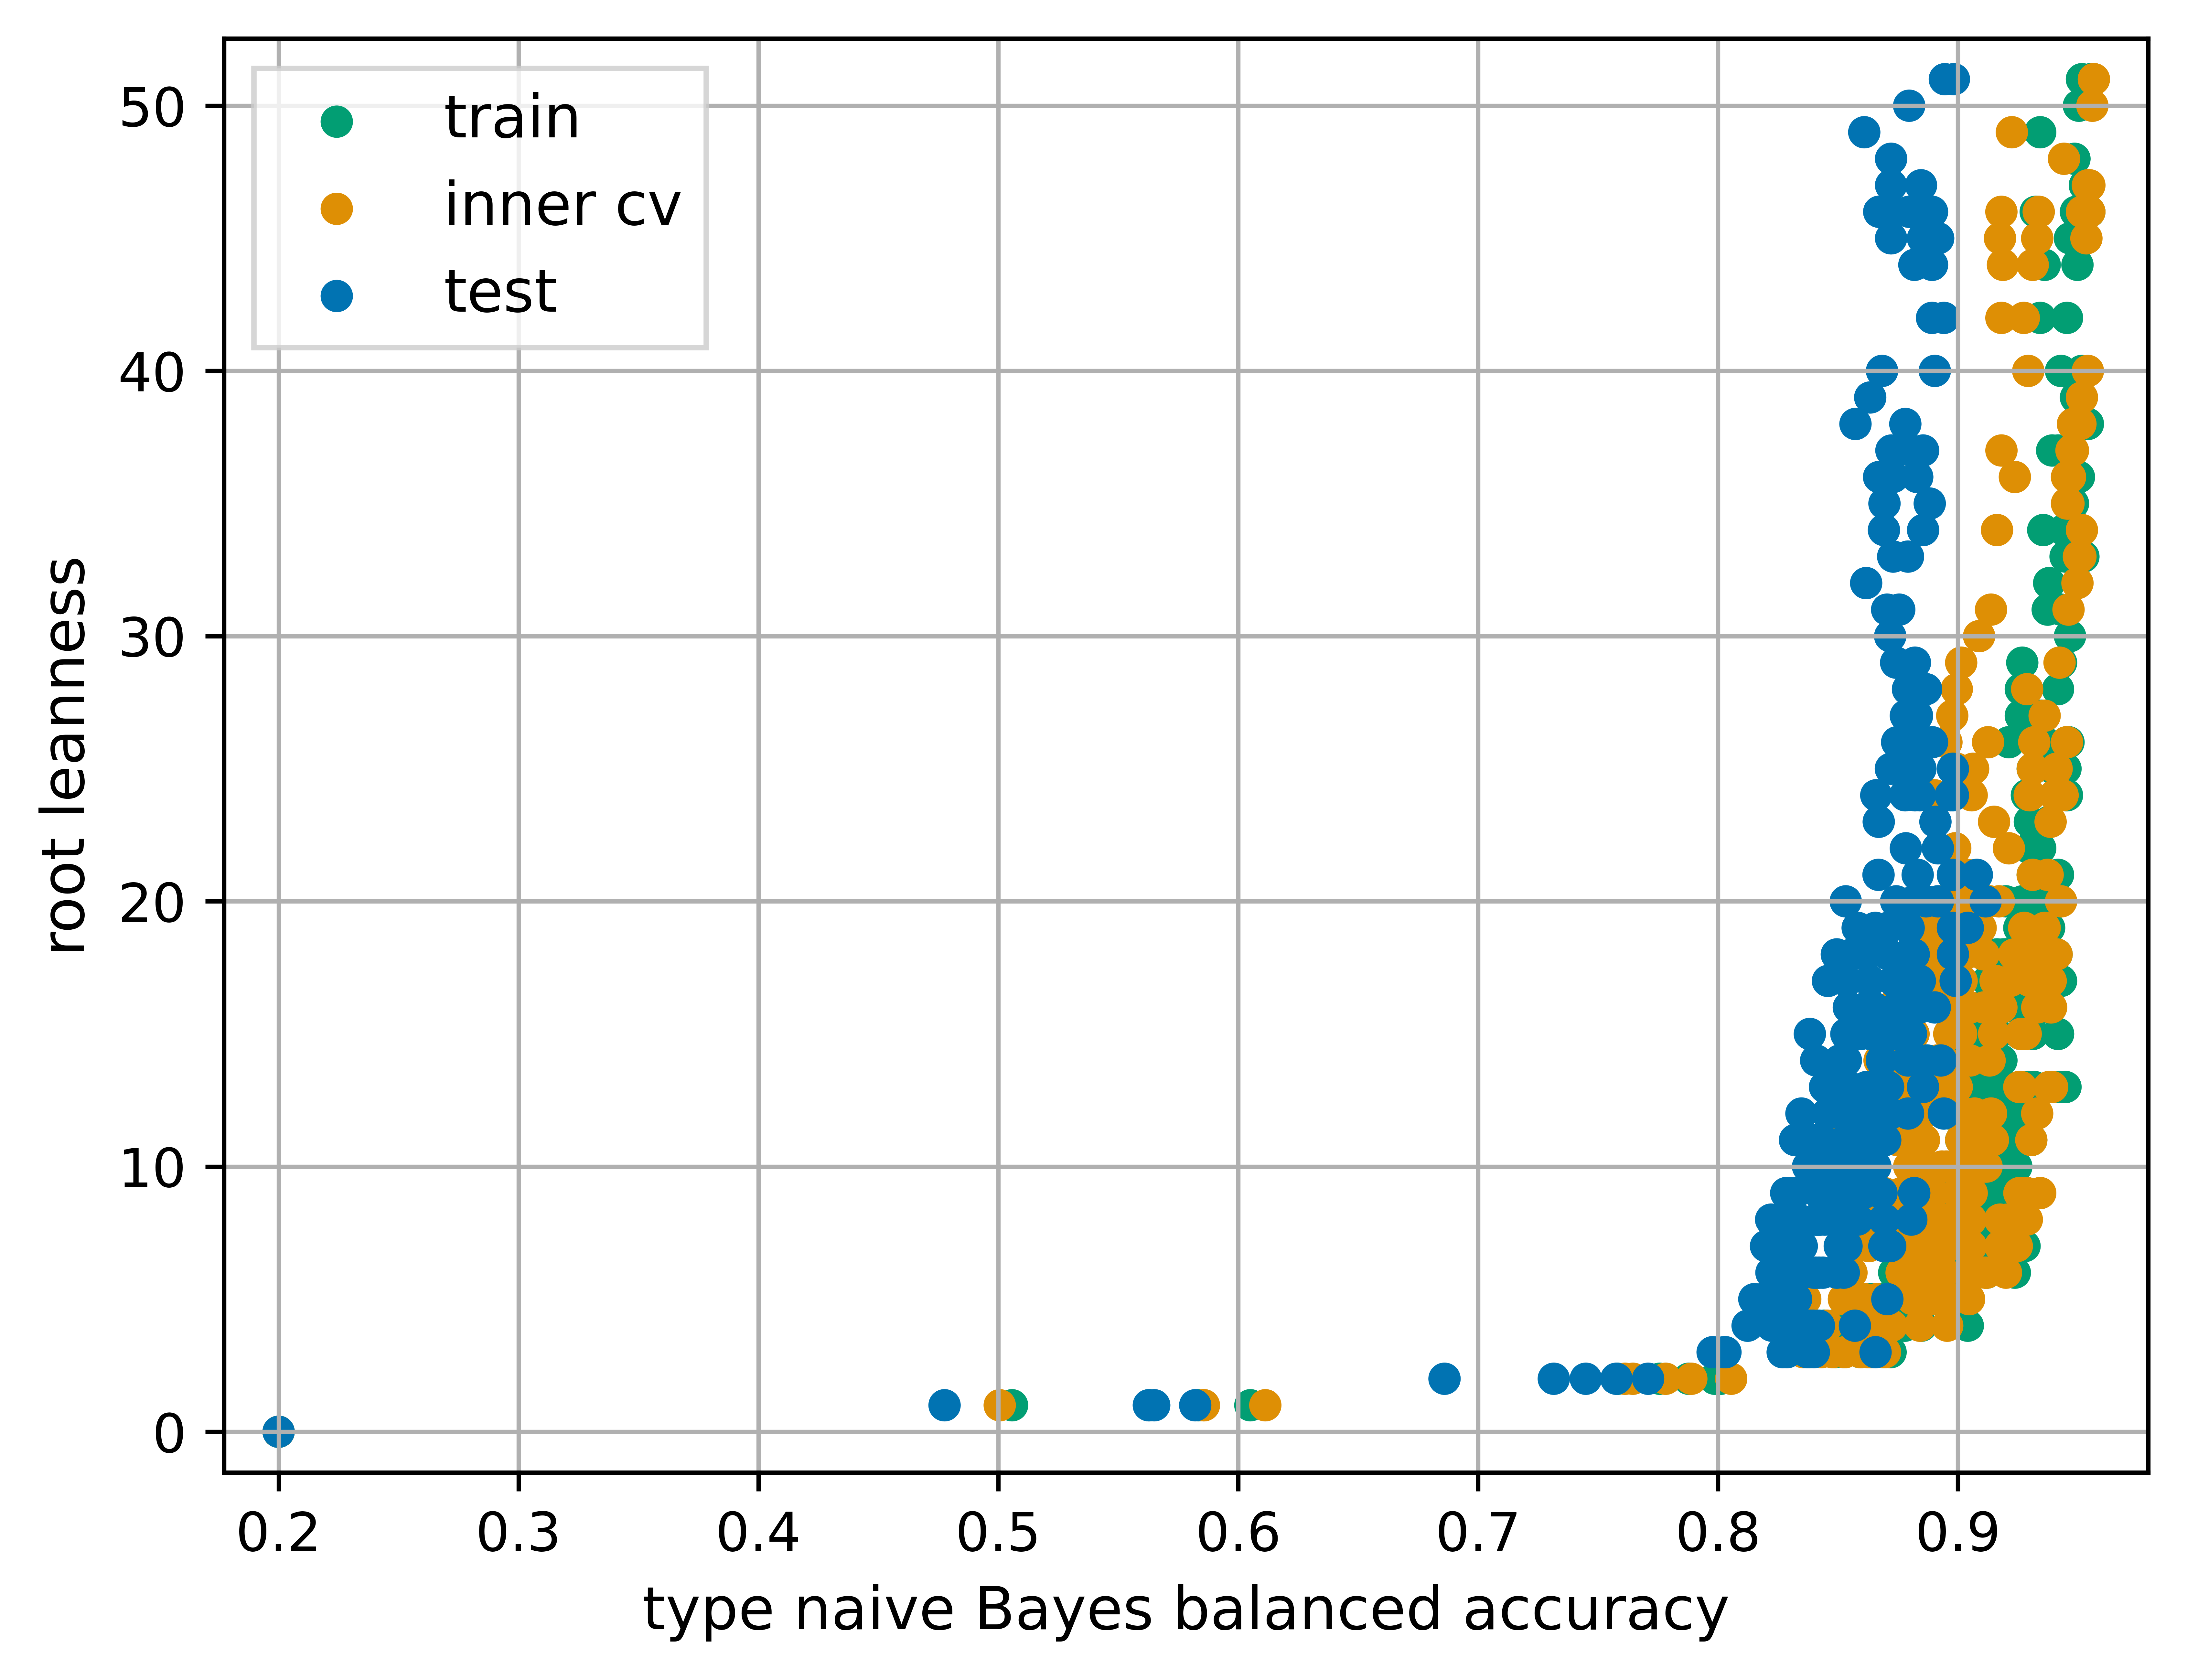 train
inner cv
test
50
40
30
20
10
0
root leanness
0.2 0.3 0.4 0.5 0.6 0.7 0.8 0.9
type naive Bayes balanced accuracy